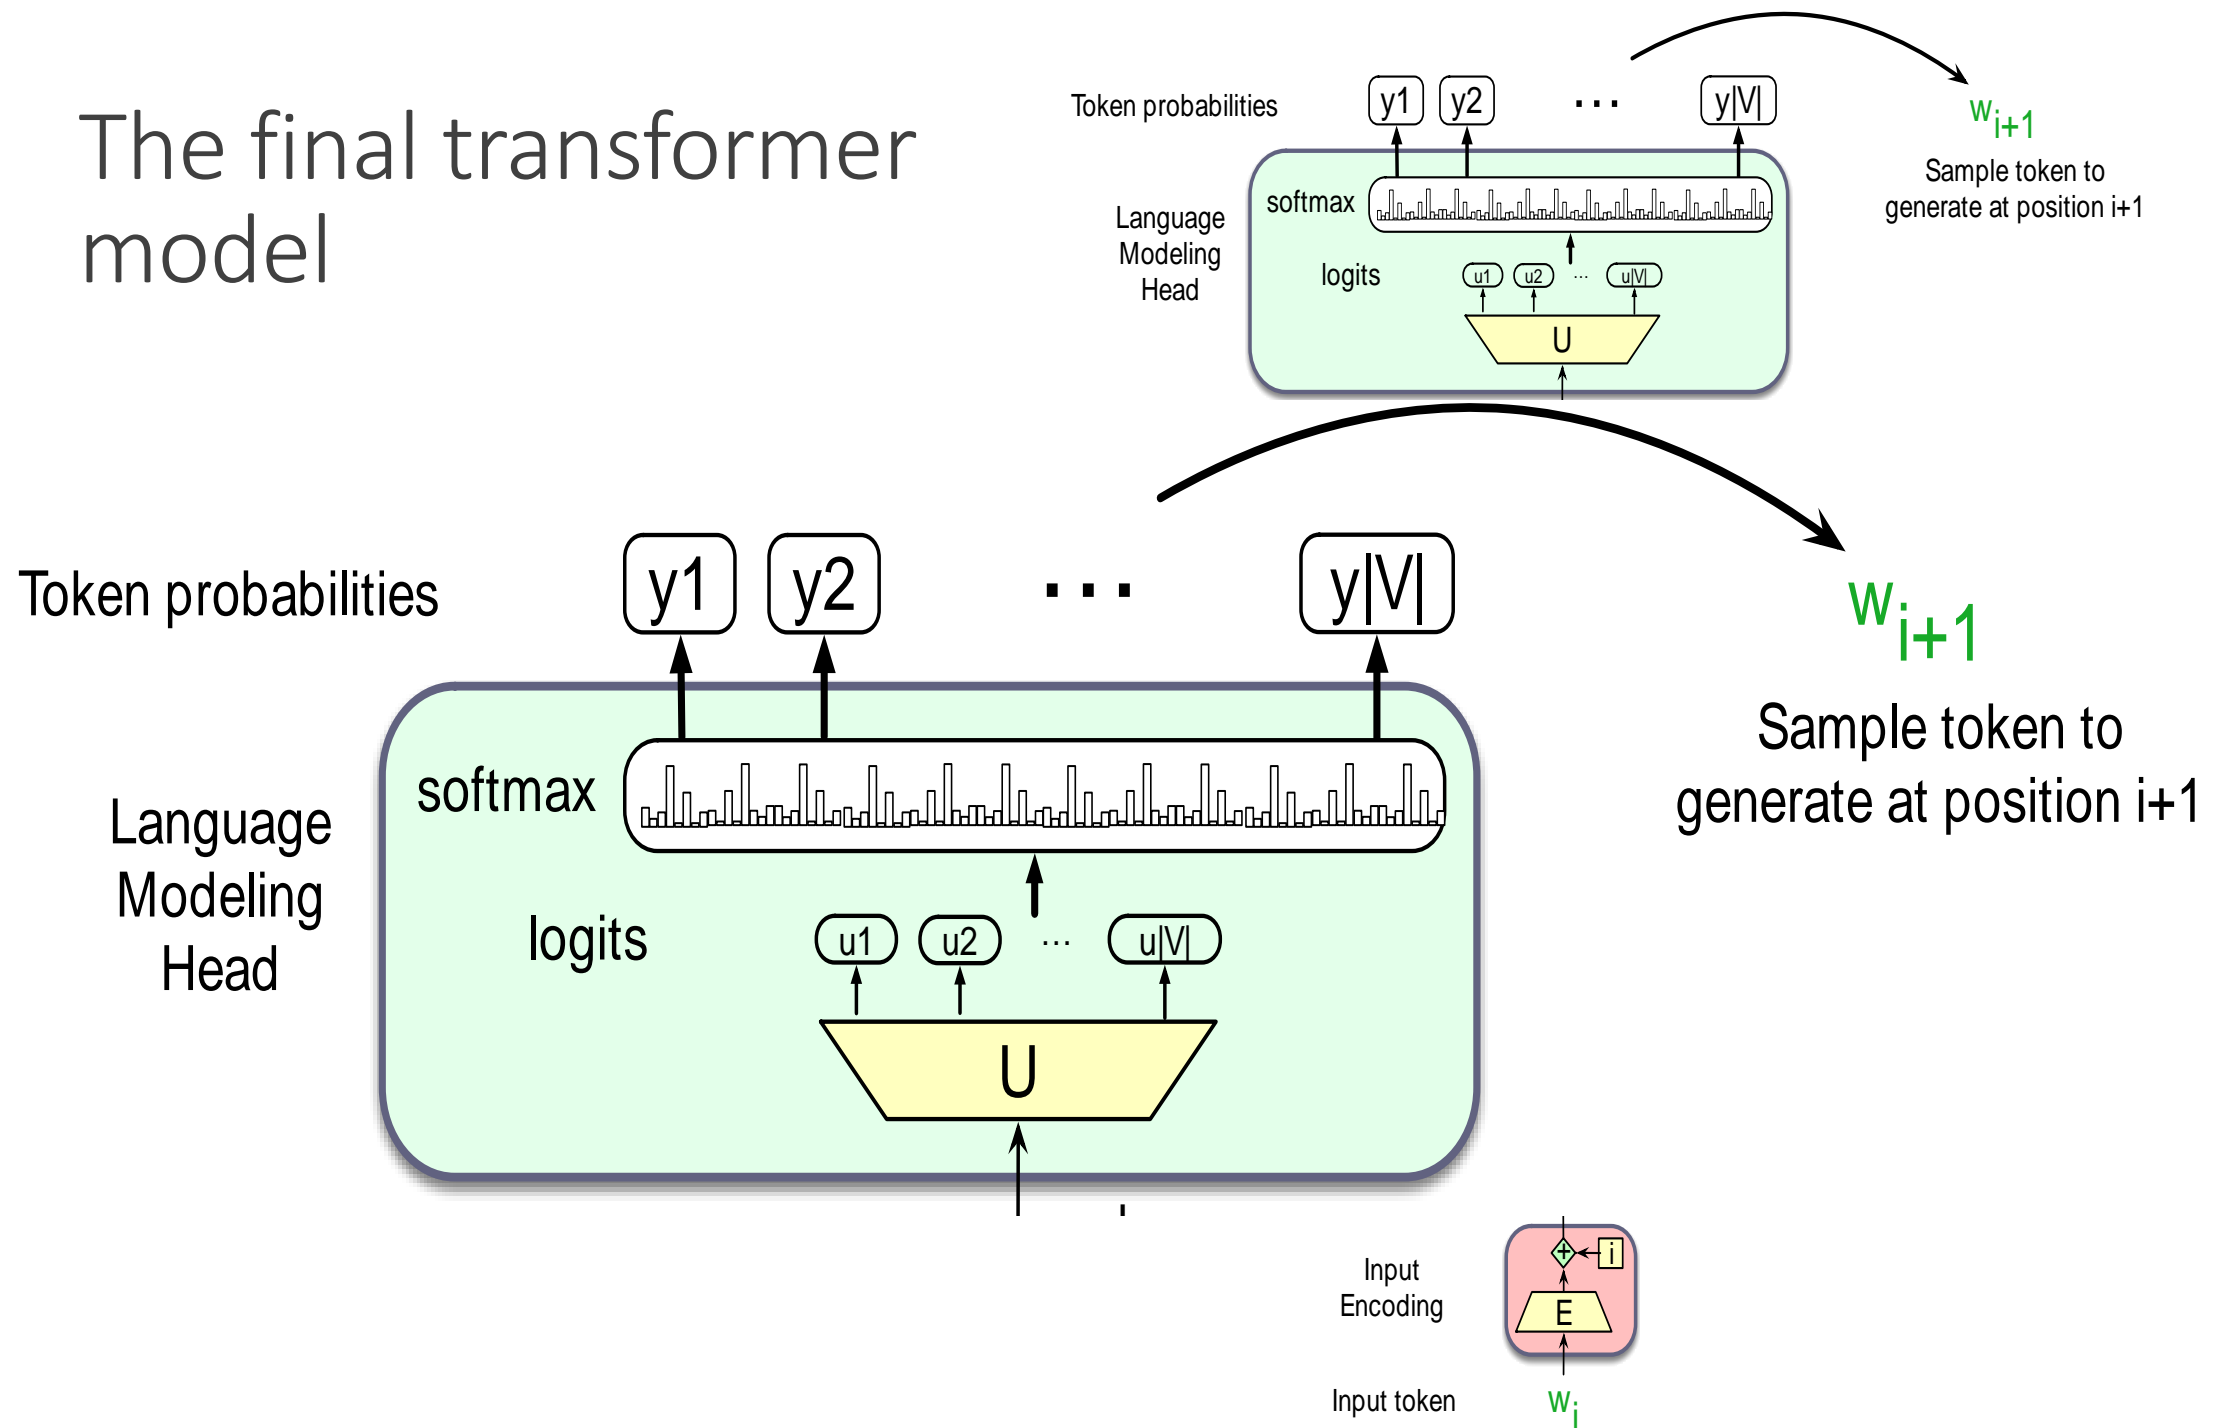 The final transformer
model
Token probabilities
y1
y2
...
y|V|
w i+1
Sample token to
generate at position i+1
Language
Modeling
Head
softmax
logits
u1
u2
...
u|V|
U
Token probabilities
y1
y2
...
y|V|
w i+1
Sample token to
generate at position i+1
Language
Modeling
Head
softmax
logits
u1
u2
...
u|V|
U
Input
Encoding
+
i
E
Input token
w i